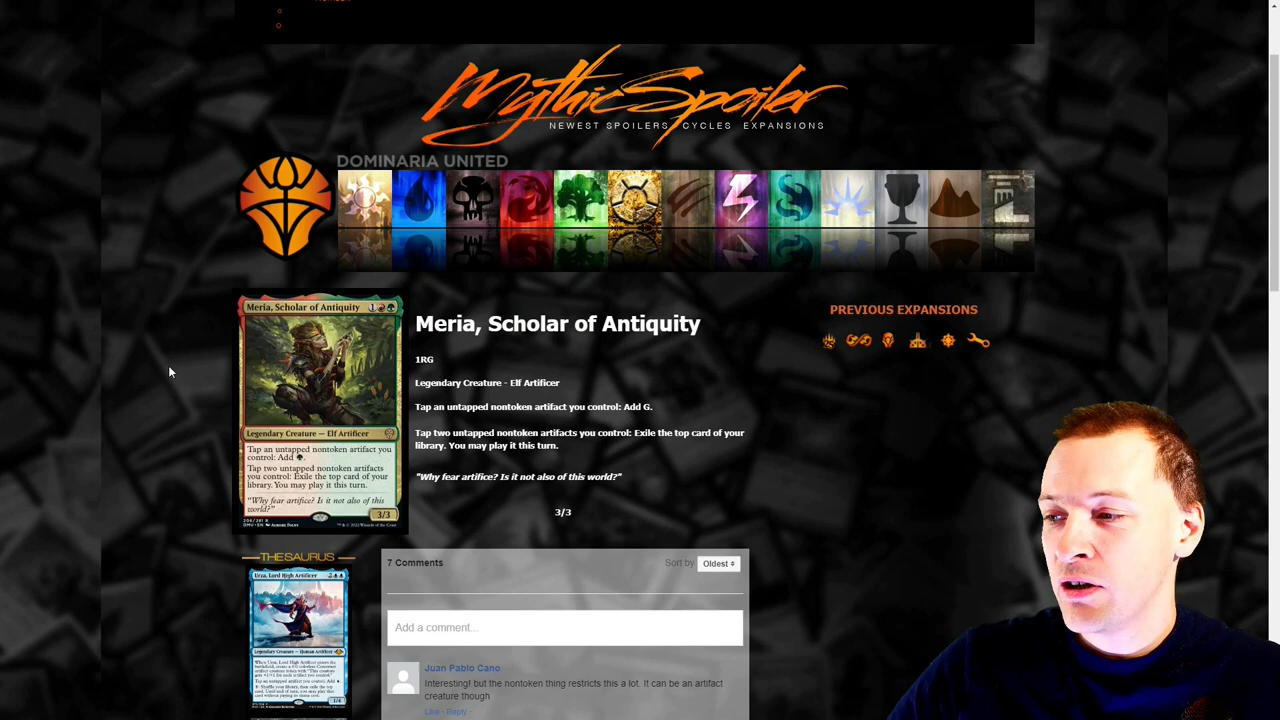 MythicSpoiler
NEWEST SPOILERS CYCLES EXPANSIONS
DOMINARIA UNITED
Meria, Scholar of Antiquity 1
Legendary Creature — Elf Artificer
Tap an untapped nontoken artifact you
control: Add
Tap two untapped nontoken artifacts
you control: Exile the top card of your
library. You may play it this turn.
"Why fear artifice? Is it not also of this
world?"
3/3
Meria, Scholar of Antiquity
1RG
Legendary Creature - Elf Artificer
Tap an untapped nontoken artifact you control: Add G.
Tap two untapped nontoken artifacts you control: Exile the top card of your
library. You may play it this turn.
"Why fear artifice? Is it not also of this world?"
3/3
PREVIOUS EXPANSIONS
THESAURUS
Urza, Lord High Artificer 2
Legendary Creature — Human Artificer
1/4
7 Comments
Sort by Oldest
Add a comment...
Juan Pablo Cano
Interesting! but the nontoken thing restricts this a lot. It can be an artifact
creature though
Like · Reply ·